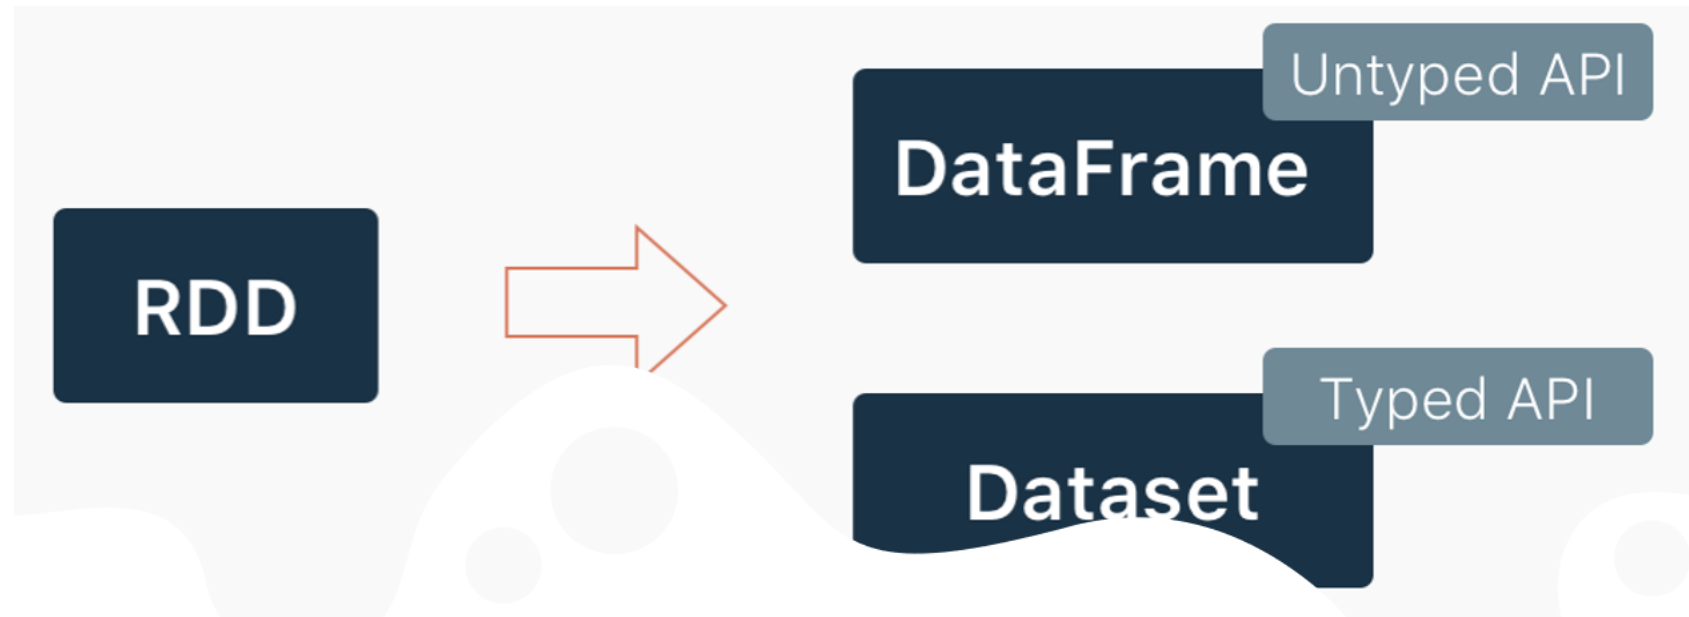 Untyped API
DataFrame
RDD
Typed API
Dataset